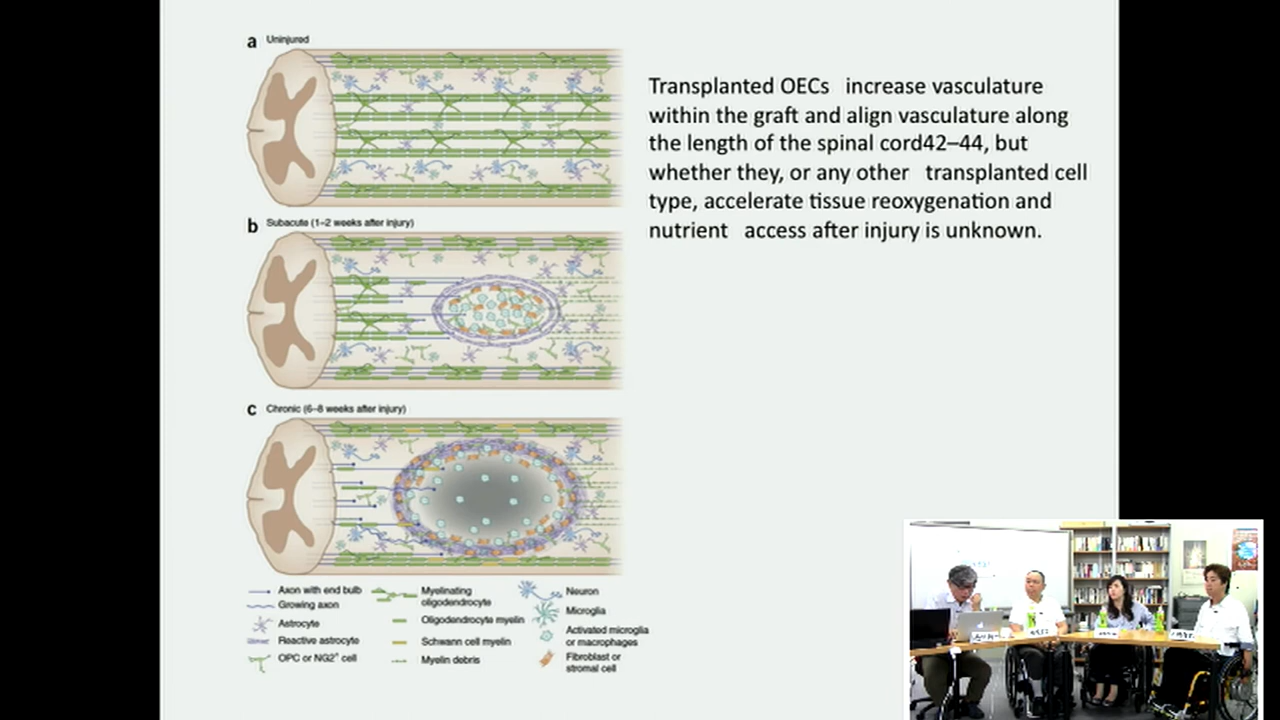 a Uninjured
Transplanted OECs increase vasculature
within the graft and align vasculature along
the length of the spinal cord42–44, but
whether they, or any other transplanted cell
type, accelerate tissue reoxygenation and
nutrient access after injury is unknown.
b Subacute (1–2 weeks after injury)
c Chronic (6–8 weeks after injury)
Axon with end bulb
Growing axon
Astrocyte
Reactive astrocyte
OPC or NG2+ cell
Myelinating
oligodendrocyte
Oligodendrocyte myelin
Schwann cell myelin
Myelin debris
Neuron
Microglia
Activated microglia
or macrophages
Fibroblast or
stromal cell